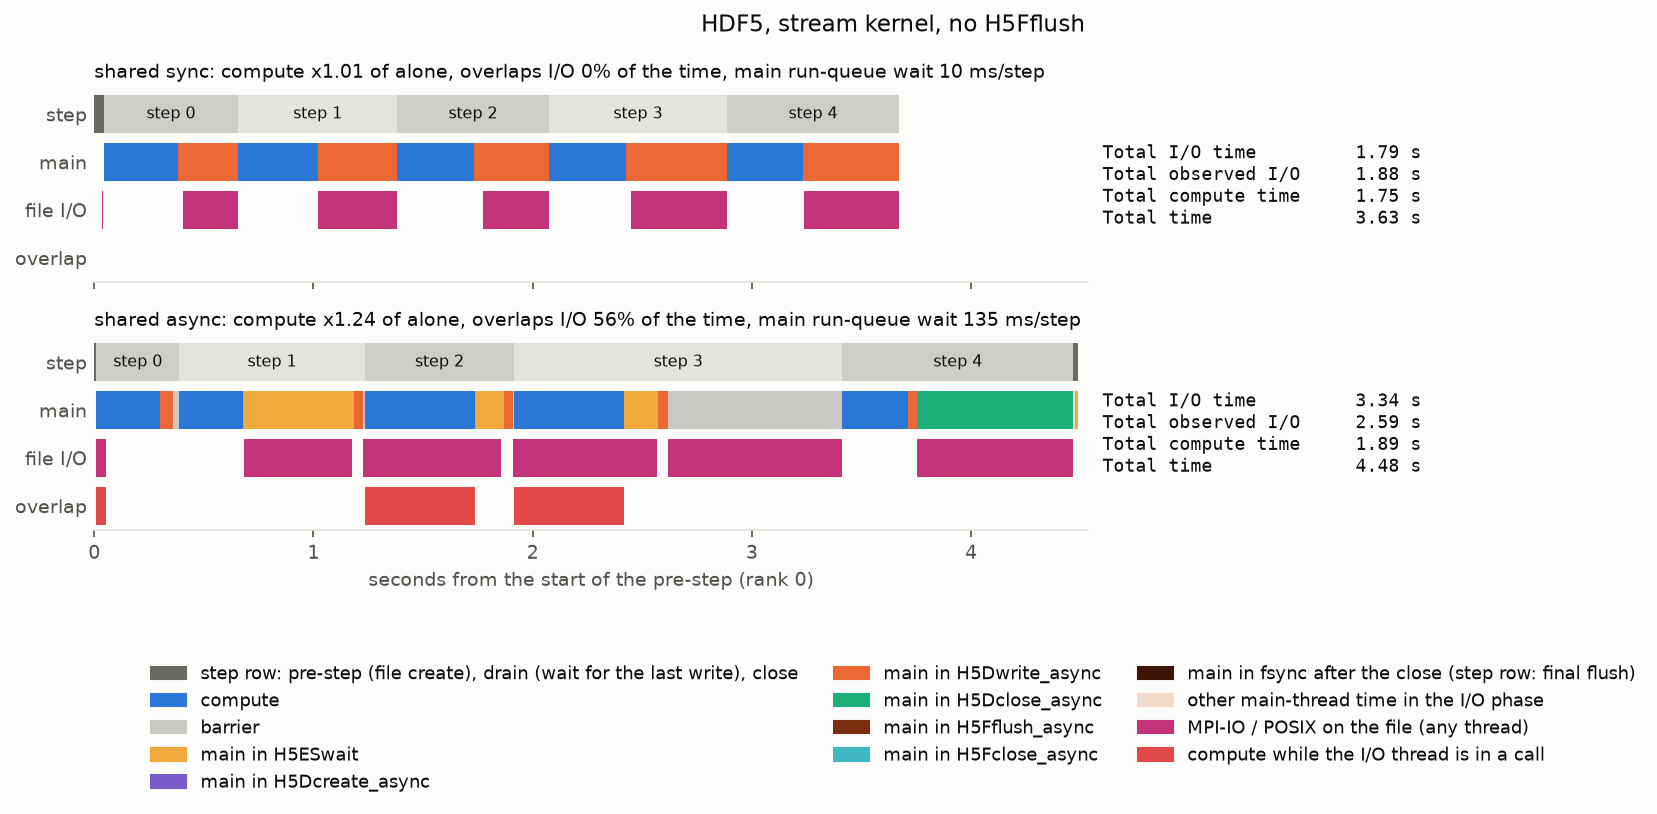 HDF5, stream kernel, no H5Fflush
shared sync: compute x1.01 of alone, overlaps I/O 0% of the time, main run-queue wait 10 ms/step
step
step 0
step 1
step 2
step 3
step 4
main
file I/O
overlap
Total I/O time 1.79 s
Total observed I/O 1.88 s
Total compute time 1.75 s
Total time 3.63 s
shared async: compute x1.24 of alone, overlaps I/O 56% of the time, main run-queue wait 135 ms/step
step
step 0
step 1
step 2
step 3
step 4
main
file I/O
overlap
Total I/O time 3.34 s
Total observed I/O 2.59 s
Total compute time 1.89 s
Total time 4.48 s
0 1 2 3 4
seconds from the start of the pre-step (rank 0)
step row: pre-step (file create), drain (wait for the last write), close
compute
barrier
main in H5ESwait
main in H5Dcreate_async
main in H5Dwrite_async
main in H5Dclose_async
main in H5Fflush_async
main in H5Fclose_async
main in fsync after the close (step row: final flush)
other main-thread time in the I/O phase
MPI-IO / POSIX on the file (any thread)
compute while the I/O thread is in a call